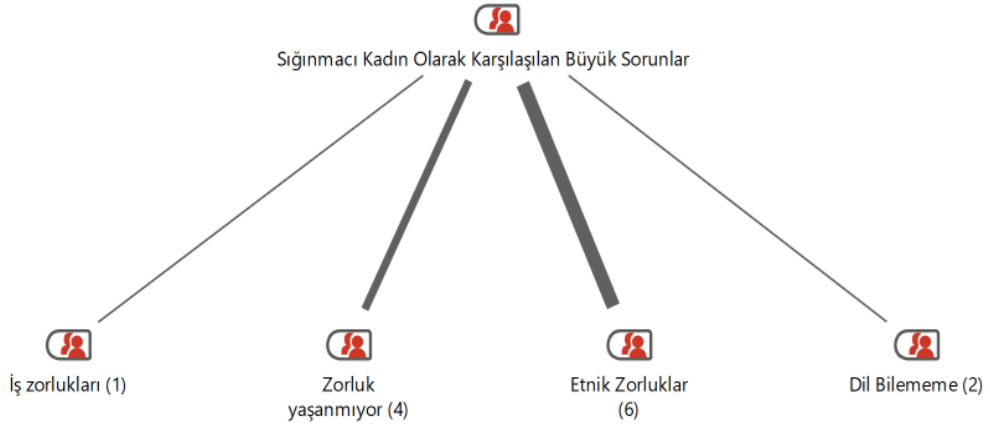 Sığınmacı Kadın Olarak Karşılaşılan Büyük Sorunlar
İş zorlukları (1)
Zorluk
yaşanmıyor (4)
Etnik Zorluklar
(6)
Dil Bilememe (2)